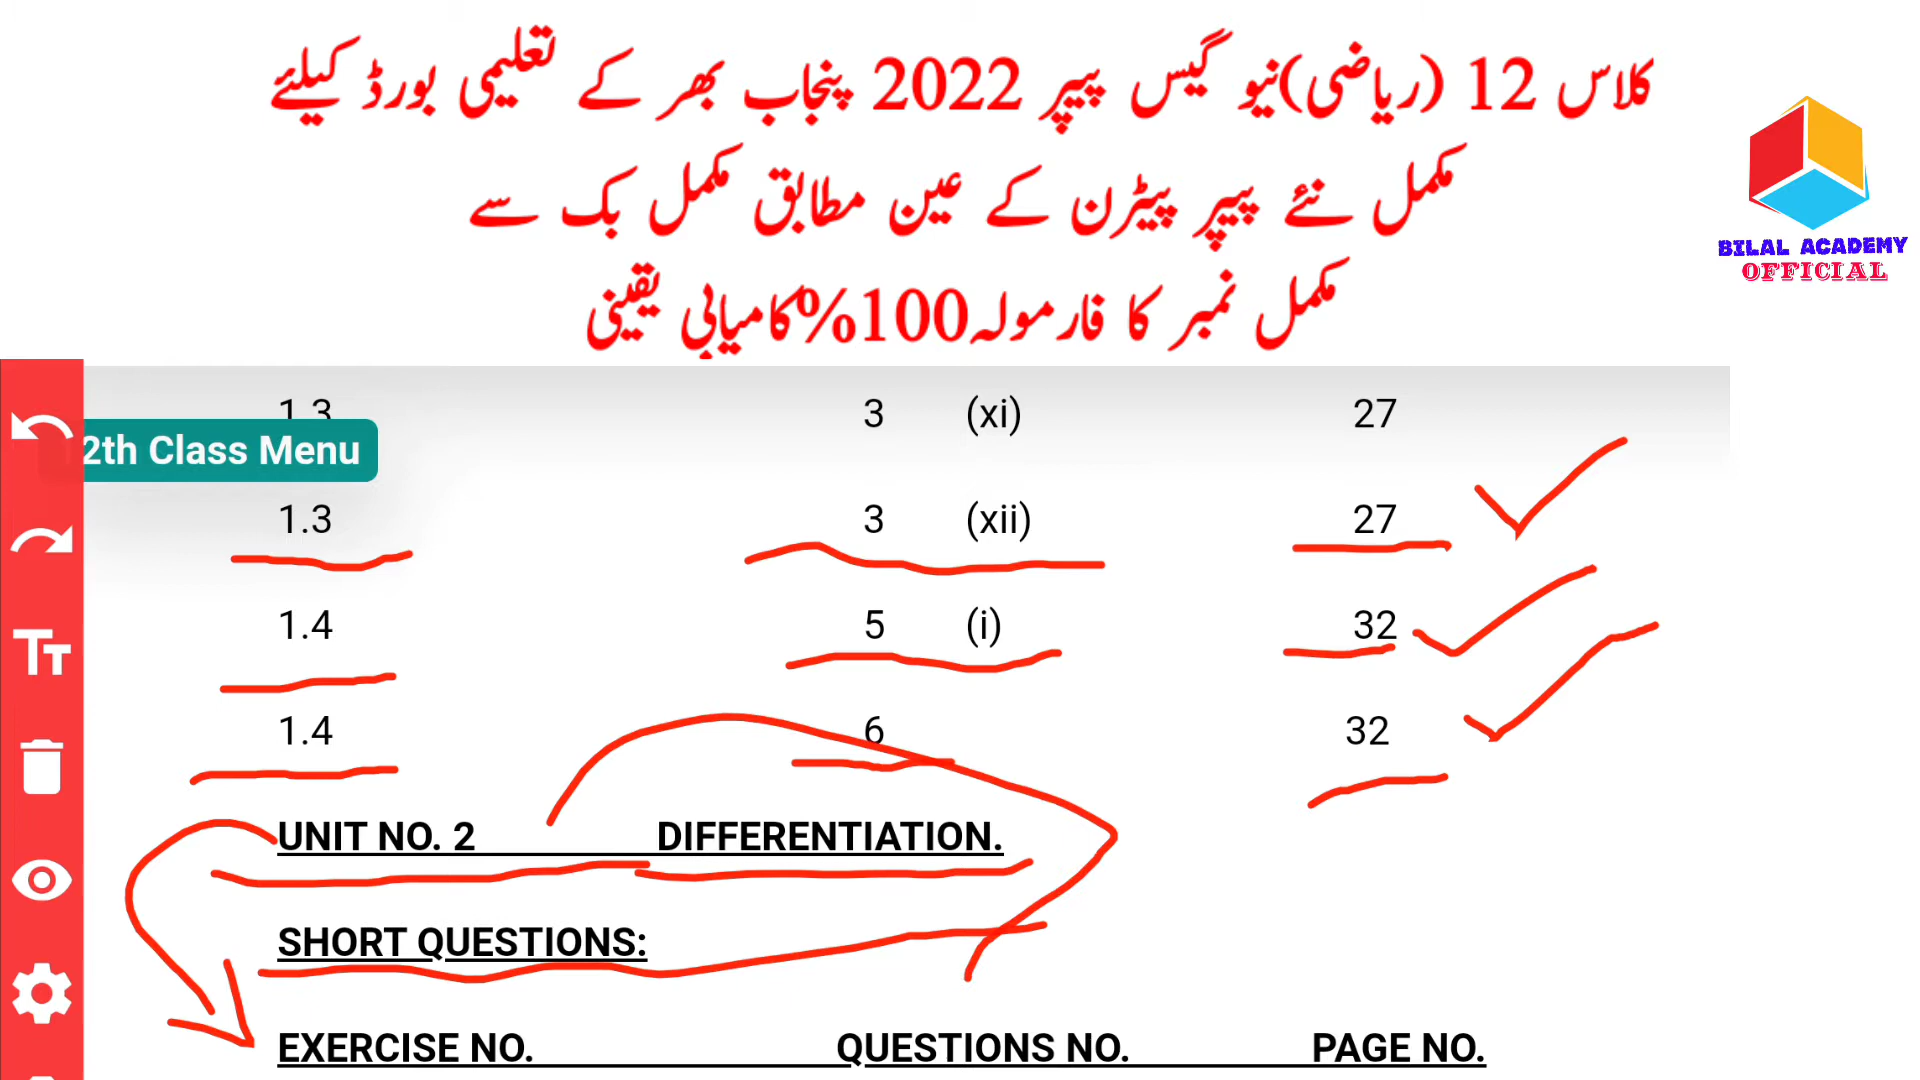 کلاس 12 (ریاضی)نیو گیس پیپر 2022 پنجاب بھر کے تعلیمی بورڈ کیلئے
مکمل نئے پیپر پیٹرن کے عین مطابق مکمل بک سے
مکمل نمبر کا فارمولہ100%کامیابی یقینی
BILAL ACADEMY
OFFICIAL
1.3 3 (xi) 27
2th Class Menu
1.3 3 (xii) 27
1.4 5 (i) 32
1.4 6 32
UNIT NO. 2 DIFFERENTIATION.
SHORT QUESTIONS:
EXERCISE NO. QUESTIONS NO. PAGE NO.